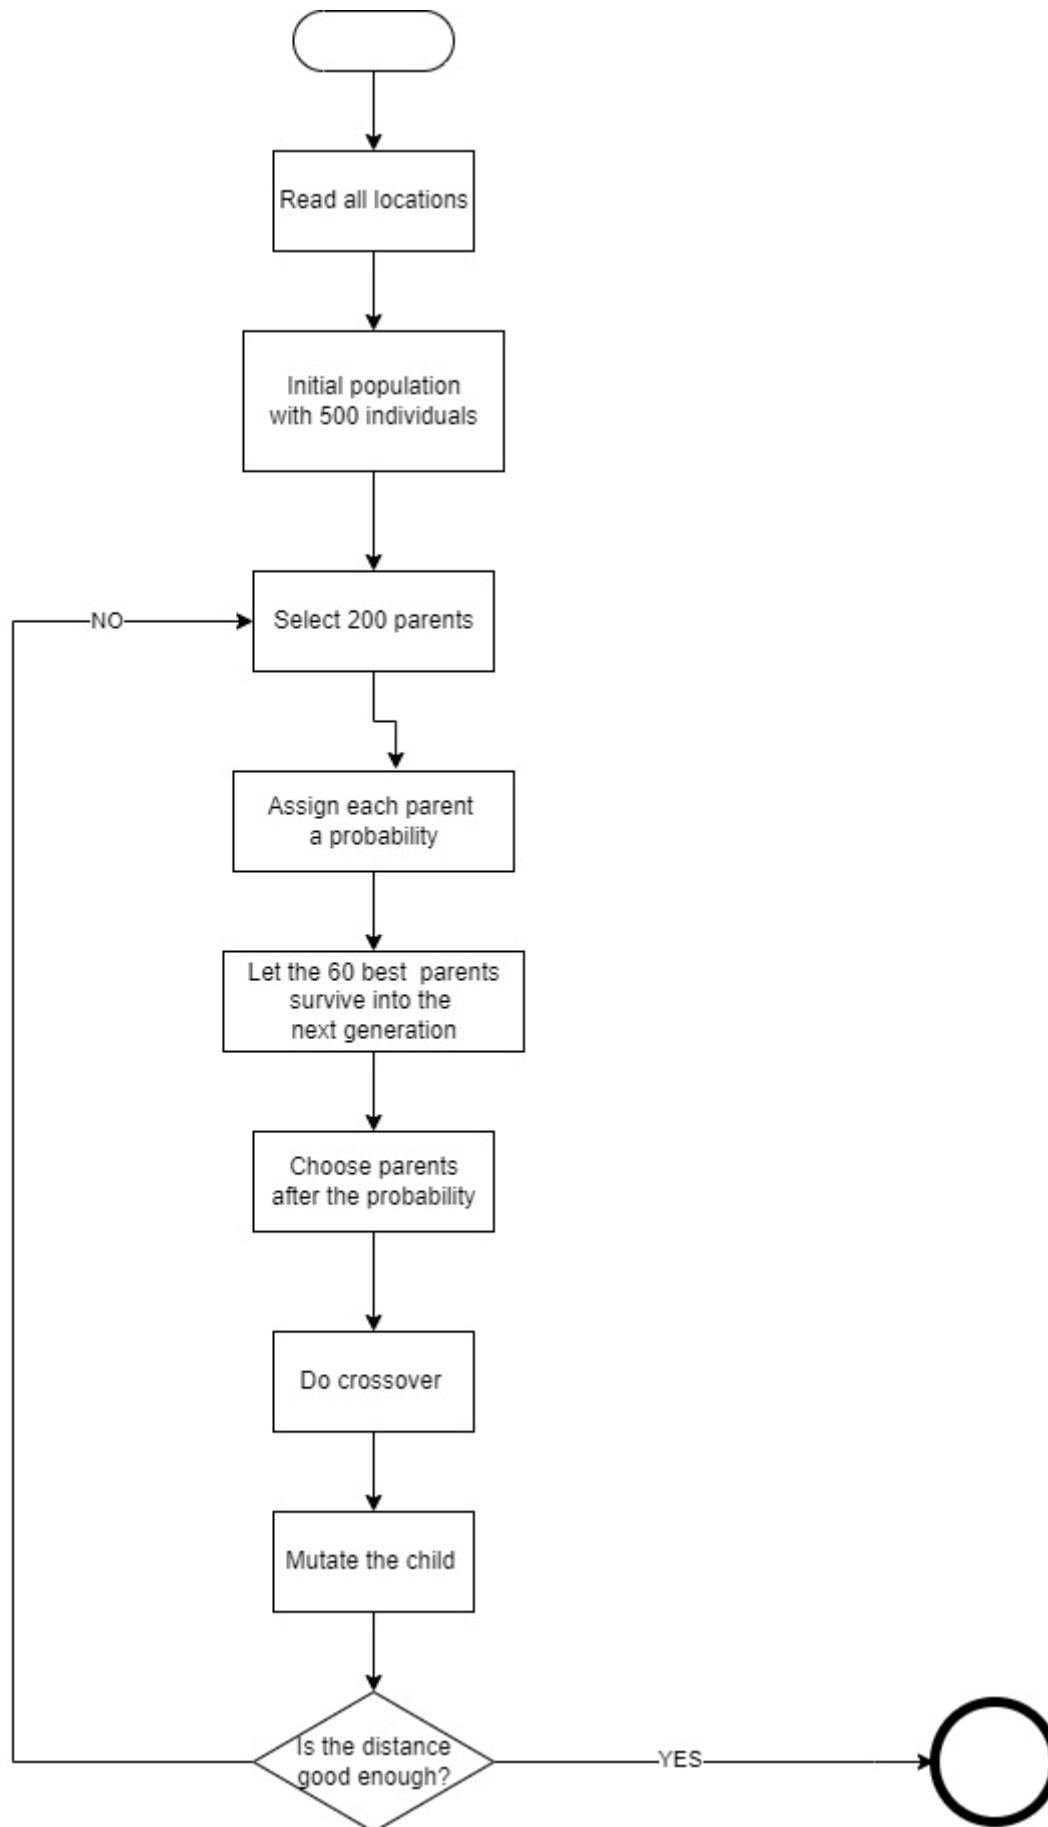 Read all locations
Initial population
with 500 individuals
NO
Select 200 parents
Assign each parent
a probability
Let the 60 best  parents
survive into the
next generation
Choose parents
after the probability
Do crossover
Mutate the child
Is the distance
good enough?
YES